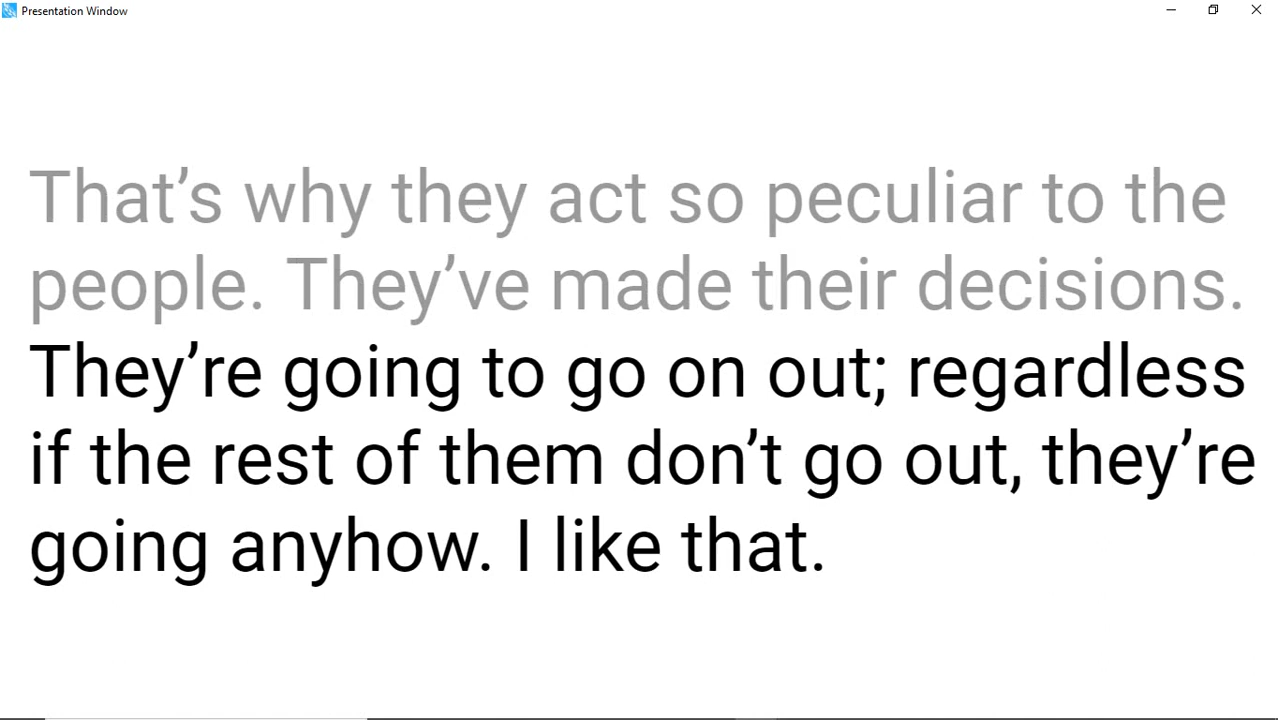 Presentation Window
That’s why they act so peculiar to the
people. They’ve made their decisions.
They’re going to go on out; regardless
if the rest of them don’t go out, they’re
going anyhow. I like that.